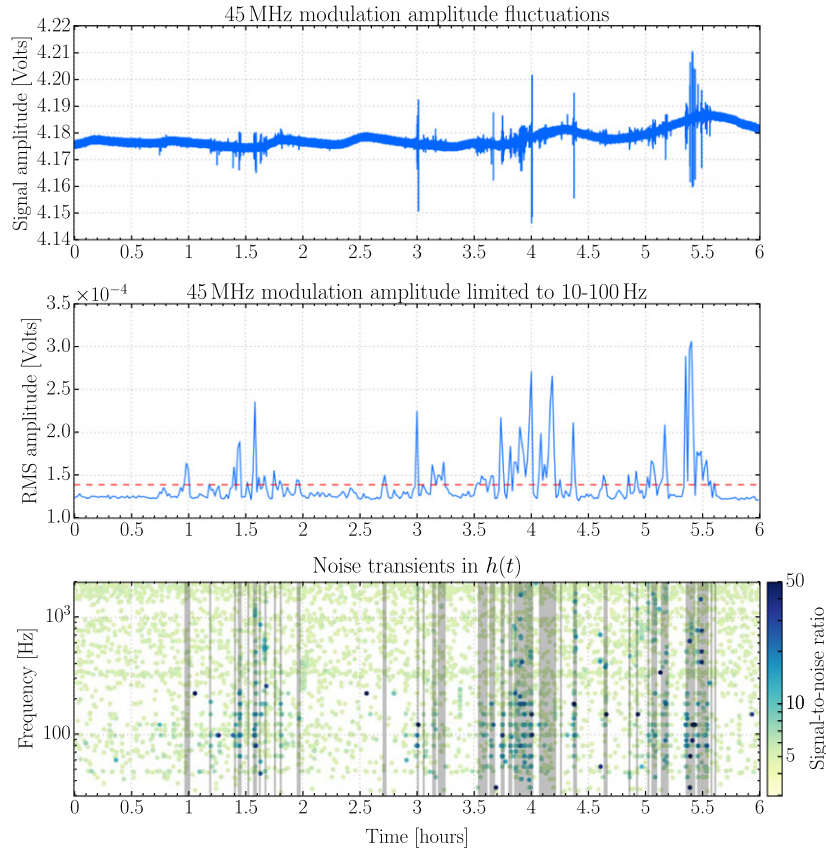 45 MHz modulation amplitude fluctuations
Signal amplitude [Volts]
4.22
4.21
4.20
4.19
4.18
4.17
4.16
4.15
4.14
0 0.5 1 1.5 2 2.5 3 3.5 4 4.5 5 5.5 6
×10⁻⁴
45 MHz modulation amplitude limited to 10-100 Hz
RMS amplitude [Volts]
3.5
3.0
2.5
2.0
1.5
1.0
0 0.5 1 1.5 2 2.5 3 3.5 4 4.5 5 5.5 6
Noise transients in h(t)
Frequency [Hz]
10³
100
0 0.5 1 1.5 2 2.5 3 3.5 4 4.5 5 5.5 6
Time [hours]
50
10
5
Signal-to-noise ratio